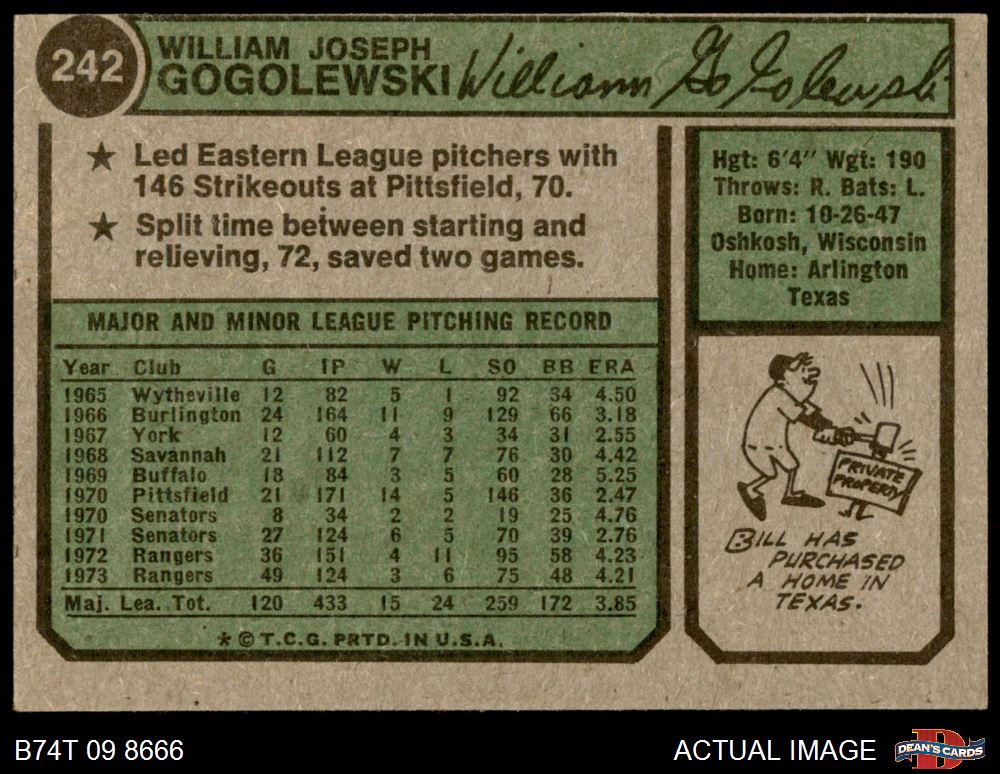 242
WILLIAM JOSEPH
GOGOLEWSKI
William Gogolewski
★ Led Eastern League pitchers with
146 Strikeouts at Pittsfield, 70.
★ Split time between starting and
relieving, 72, saved two games.
Hgt: 6'4" Wgt: 190
Throws: R. Bats: L.
Born: 10-26-47
Oshkosh, Wisconsin
Home: Arlington
Texas
MAJOR AND MINOR LEAGUE PITCHING RECORD
Year Club G IP W L SO BB ERA
1965 Wytheville 12 82 5 1 92 34 4.50
1966 Burlington 24 164 11 9 129 66 3.18
1967 York 12 60 4 3 34 31 2.55
1968 Savannah 21 112 7 7 76 30 4.42
1969 Buffalo 18 84 3 5 60 28 5.25
1970 Pittsfield 21 171 14 5 146 36 2.47
1970 Senators 8 34 2 2 19 25 4.76
1971 Senators 27 124 6 5 70 39 2.76
1972 Rangers 36 151 4 11 95 58 4.23
1973 Rangers 49 124 3 6 75 48 4.21
Maj. Lea. Tot. 120 433 15 24 259 172 3.85
* © T.C.G. PRTD. IN U.S.A.
PRIVATE
PROPERTY
BILL HAS
PURCHASED
A HOME IN
TEXAS.
B74T 09 8666
ACTUAL IMAGE
D
DEAN'S CARDS